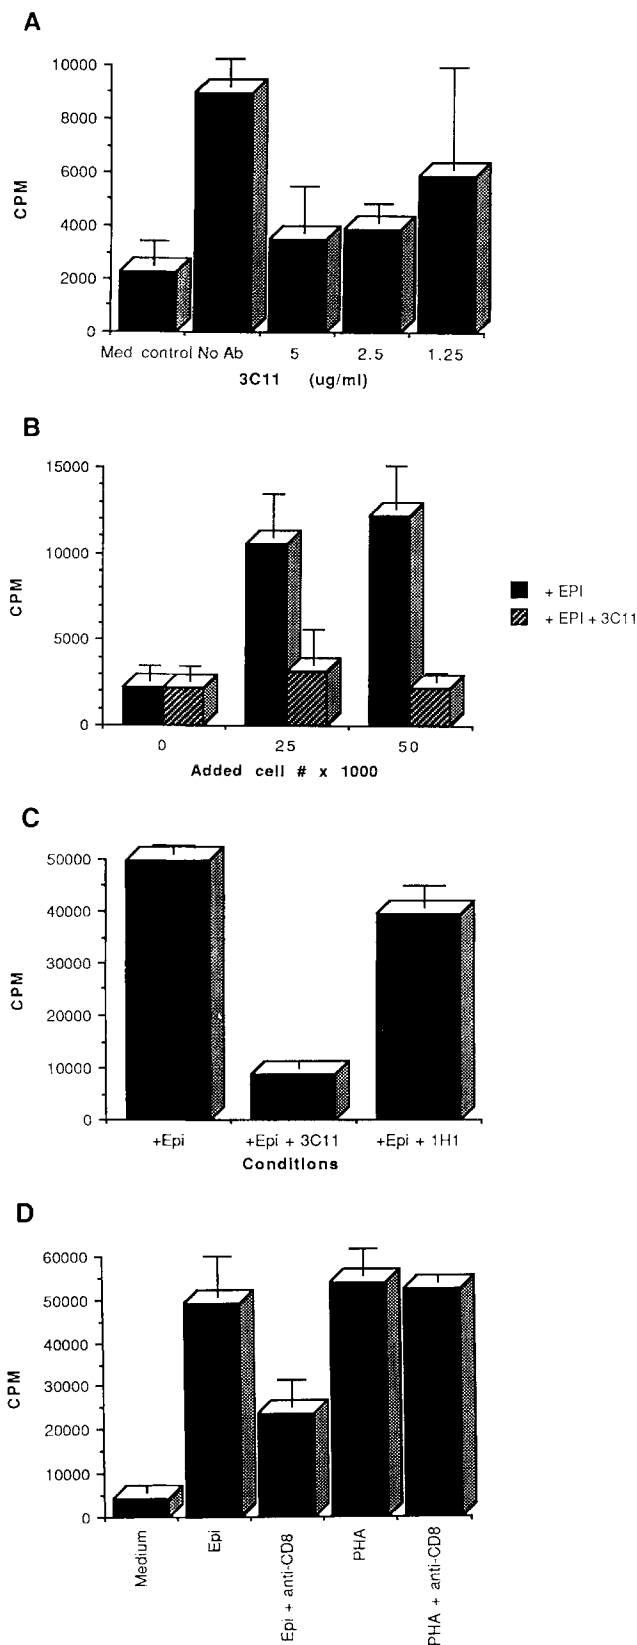 A
10000
8000
6000
4000
2000
0
CPM
Med control No Ab 5 2.5 1.25
3C11 (ug/ml)
B
15000
10000
5000
0
CPM
+ EPI
+ EPI + 3C11
0 25 50
Added cell # x 1000
C
50000
40000
30000
20000
10000
0
CPM
+Epi +Epi + 3C11 +Epi + 1H1
Conditions
D
60000
50000
40000
30000
20000
10000
0
CPM
Medium
Epi
Epi + anti-CD8
PHA
PHA + anti-CD8